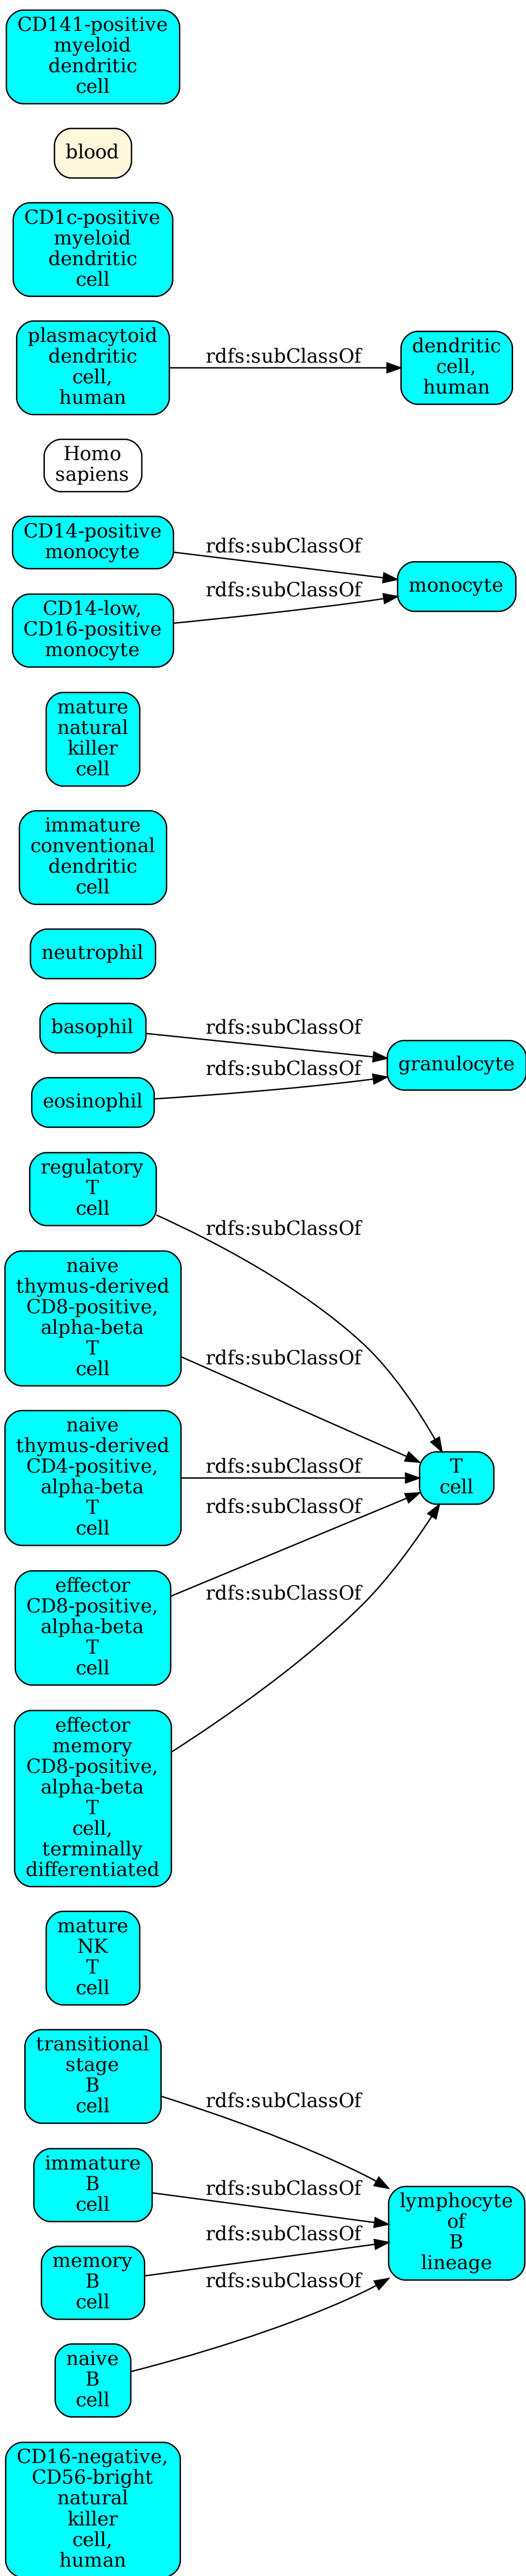 CD141-positive
myeloid
dendritic
cell
blood
CD1c-positive
myeloid
dendritic
cell
plasmacytoid
dendritic
cell,
human
rdfs:subClassOf
dendritic
cell,
human
Homo
sapiens
CD14-positive
monocyte
rdfs:subClassOf
CD14-low,
CD16-positive
monocyte
rdfs:subClassOf
monocyte
mature
natural
killer
cell
immature
conventional
dendritic
cell
neutrophil
basophil
rdfs:subClassOf
eosinophil
rdfs:subClassOf
granulocyte
regulatory
T
cell
rdfs:subClassOf
naive
thymus-derived
CD8-positive,
alpha-beta
T
cell
rdfs:subClassOf
naive
thymus-derived
CD4-positive,
alpha-beta
T
cell
rdfs:subClassOf
T
cell
effector
CD8-positive,
alpha-beta
T
cell
rdfs:subClassOf
effector
memory
CD8-positive,
alpha-beta
T
cell,
terminally
differentiated
rdfs:subClassOf
mature
NK
T
cell
transitional
stage
B
cell
rdfs:subClassOf
immature
B
cell
rdfs:subClassOf
lymphocyte
of
B
lineage
memory
B
cell
rdfs:subClassOf
naive
B
cell
rdfs:subClassOf
CD16-negative,
CD56-bright
natural
killer
cell,
human